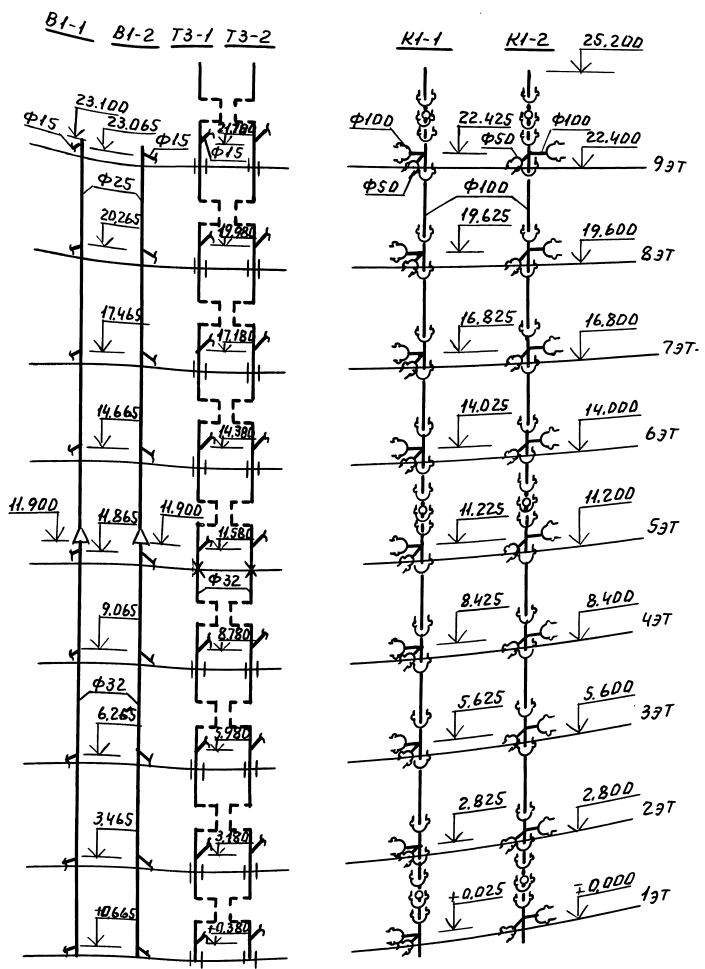 В1-1 В1-2 Т3-1 Т3-2 К1-1 К1-2
25.200
23.100
Ф15 23.065 Ф15 21.780 Ф15
Ф100 22.425 Ф50 Ф100 22.400
9ЭТ
Ф25 Ф50 Ф100
20.265 19.980 19.625 19.600
8ЭТ
17.465 17.180 16.825 16.800
7ЭТ.
14.665 14.380 14.025 14.000
6ЭТ
11.900 11.865 11.900 11.580 11.225 11.200
5ЭТ
Ф32
9.065 8.780 8.425 8.400
4ЭТ
Ф32
6.265 5.980 5.625 5.600
3ЭТ
3.465 3.180 2.825 2.800
2ЭТ
+0.665 +0.380 +0.025 ±0.000
1ЭТ